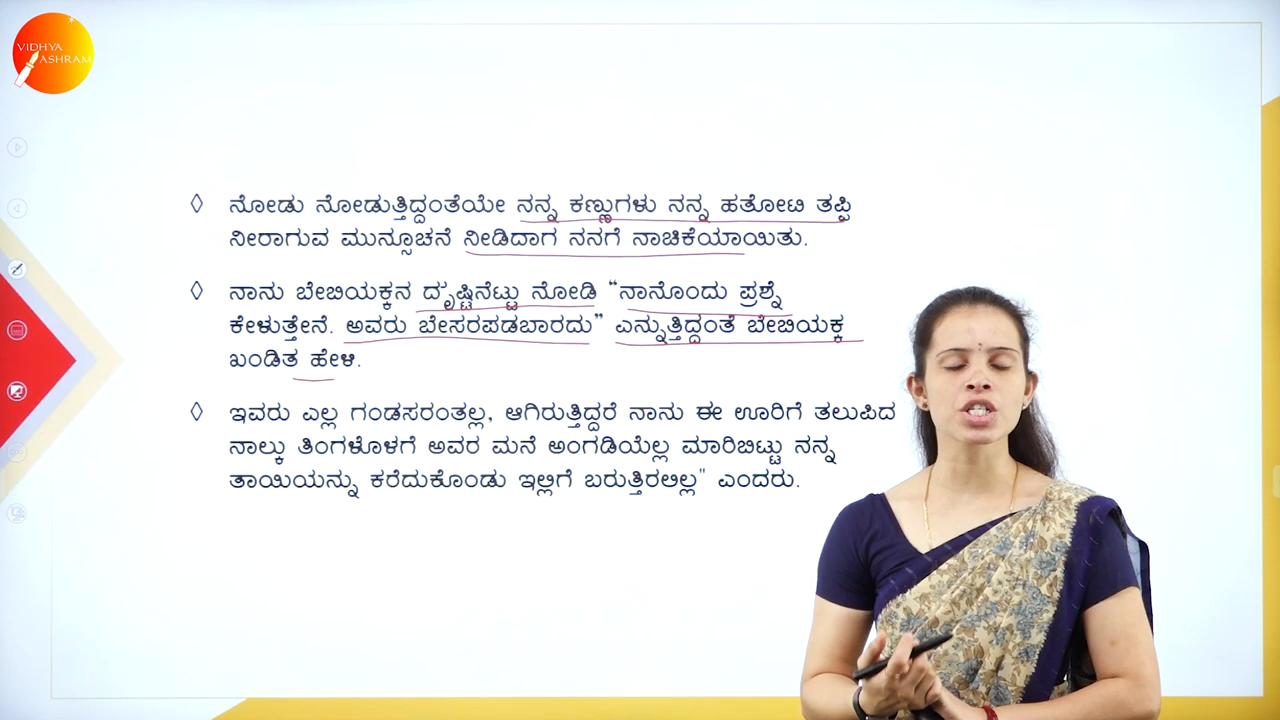 VIDHYA
ASHRAM
◊ ನೋಡು ನೋಡುತ್ತಿದ್ದಂತೆಯೇ ನನ್ನ ಕಣ್ಣುಗಳು ನನ್ನ ಹತೋಟಿ ತಪ್ಪಿ
ನೀರಾಗುವ ಮುನ್ಸೂಚನೆ ನೀಡಿದಾಗ ನನಗೆ ನಾಚಿಕೆಯಾಯಿತು.
◊ ನಾನು ಬೇಬಿಯಕ್ಕನ ದೃಷ್ಟಿನೆಟ್ಟು ನೋಡಿ “ನಾನೊಂದು ಪ್ರಶ್ನೆ
ಕೇಳುತ್ತೇನೆ. ಅವರು ಬೇಸರಪಡಬಾರದು” ಎನ್ನುತ್ತಿದ್ದಂತೆ ಬೇಬಿಯಕ್ಕ
ಖಂಡಿತ ಹೇಳಿ.
◊ ಇವರು ಎಲ್ಲ ಗಂಡಸರಂತಲ್ಲ, ಆಗಿರುತ್ತಿದ್ದರೆ ನಾನು ಈ ಊರಿಗೆ ತಲುಪಿದ
ನಾಲ್ಕು ತಿಂಗಳೊಳಗೆ ಅವರ ಮನೆ ಅಂಗಡಿಯೆಲ್ಲ ಮಾರಿಬಿಟ್ಟು ನನ್ನ
ತಾಯಿಯನ್ನು ಕರೆದುಕೊಂಡು ಇಲ್ಲಿಗೆ ಬರುತ್ತಿರಲಿಲ್ಲ" ಎಂದರು.